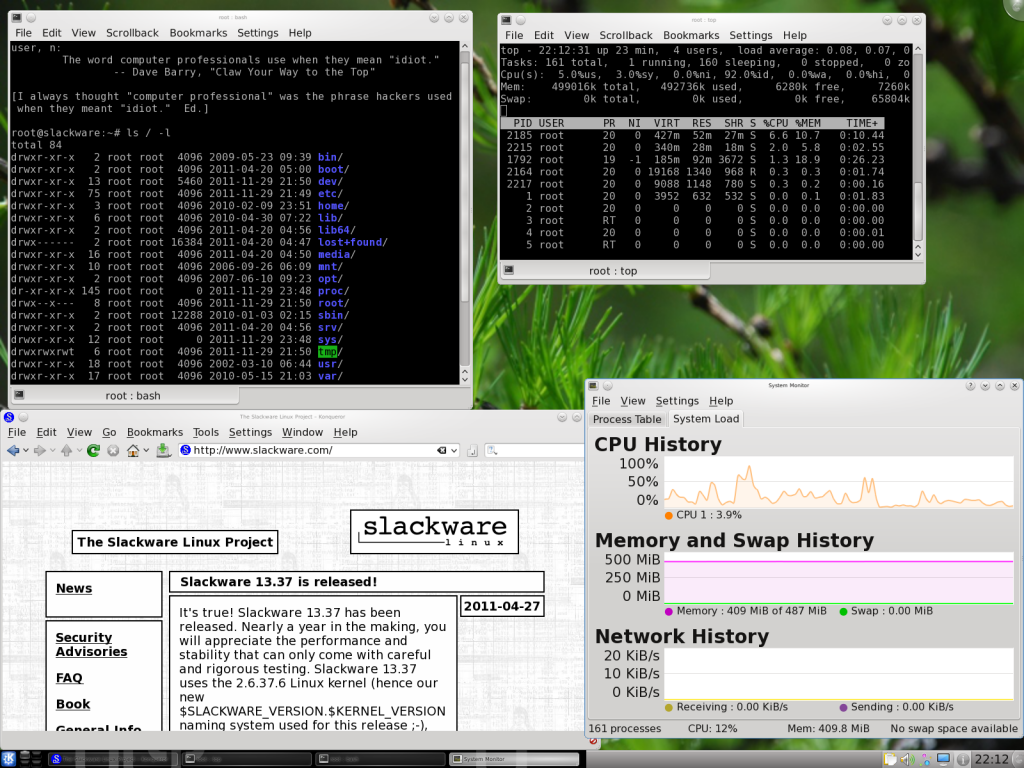 root : bash
File Edit View Scrollback Bookmarks Settings Help
user, n:
The word computer professionals use when they mean "idiot."
-- Dave Barry, "Claw Your Way to the Top"
[I always thought "computer professional" was the phrase hackers used
when they meant "idiot." Ed.]
root@slackware:~# ls / -l
total 84
drwxr-xr-x 2 root root 4096 2009-05-23 09:39 bin/
drwxr-xr-x 2 root root 4096 2011-04-20 05:00 boot/
drwxr-xr-x 13 root root 5460 2011-11-29 21:50 dev/
drwxr-xr-x 75 root root 4096 2011-11-29 21:49 etc/
drwxr-xr-x 3 root root 4096 2010-02-09 23:51 home/
drwxr-xr-x 6 root root 4096 2010-04-30 07:22 lib/
drwxr-xr-x 2 root root 4096 2011-04-20 04:56 lib64/
drwx------ 2 root root 16384 2011-04-20 04:47 lost+found/
drwxr-xr-x 16 root root 4096 2011-04-20 04:50 media/
drwxr-xr-x 10 root root 4096 2006-09-26 06:09 mnt/
drwxr-xr-x 2 root root 4096 2007-06-10 09:23 opt/
dr-xr-xr-x 145 root root 0 2011-11-29 23:48 proc/
drwx--x--- 8 root root 4096 2011-11-29 21:50 root/
drwxr-xr-x 2 root root 12288 2010-01-03 02:15 sbin/
drwxr-xr-x 2 root root 4096 2011-04-20 04:56 srv/
drwxr-xr-x 12 root root 0 2011-11-29 23:48 sys/
drwxrwxrwt 6 root root 4096 2011-11-29 21:50 tmp/
drwxr-xr-x 18 root root 4096 2002-03-10 06:44 usr/
drwxr-xr-x 17 root root 4096 2010-05-15 21:03 var/
root : bash
root : top
File Edit View Scrollback Bookmarks Settings Help
top - 22:12:31 up 23 min, 4 users, load average: 0.08, 0.07, 0
Tasks: 161 total, 1 running, 160 sleeping, 0 stopped, 0 zo
Cpu(s): 5.0%us, 3.0%sy, 0.0%ni, 92.0%id, 0.0%wa, 0.0%hi, 0
Mem: 499016k total, 492736k used, 6280k free, 7260k
Swap: 0k total, 0k used, 0k free, 65804k
PID USER PR NI VIRT RES SHR S %CPU %MEM TIME+
2185 root 20 0 427m 52m 27m S 6.6 10.7 0:10.44
2215 root 20 0 340m 28m 18m S 2.0 5.8 0:02.55
1792 root 19 -1 185m 92m 3672 S 1.3 18.9 0:26.23
2164 root 20 0 19168 1340 968 R 0.3 0.3 0:01.74
2217 root 20 0 9088 1148 780 S 0.3 0.2 0:00.16
1 root 20 0 3952 632 532 S 0.0 0.1 0:01.83
2 root 20 0 0 0 0 S 0.0 0.0 0:00.00
3 root RT 0 0 0 0 S 0.0 0.0 0:00.00
4 root 20 0 0 0 0 S 0.0 0.0 0:00.01
5 root RT 0 0 0 0 S 0.0 0.0 0:00.00
root : top
The Slackware Linux Project - Konqueror
File Edit View Go Bookmarks Tools Settings Window Help
http://www.slackware.com/
The Slackware Linux Project
slackware
linux
News
Security
Advisories
FAQ
Book
General Info
Slackware 13.37 is released!
2011-04-27
It's true! Slackware 13.37 has been
released. Nearly a year in the making, you
will appreciate the performance and
stability that can only come with careful
and rigorous testing. Slackware 13.37
uses the 2.6.37.6 Linux kernel (hence our
new
$SLACKWARE_VERSION.$KERNEL_VERSION
naming system used for this release ;-),
System Monitor
File View Settings Help
Process Table System Load
CPU History
100%
50%
0%
CPU 1 : 3.9%
Memory and Swap History
500 MiB
250 MiB
0 MiB
Memory : 409 MiB of 487 MiB Swap : 0.00 MiB
Network History
20 KiB/s
10 KiB/s
0 KiB/s
Receiving : 0.00 KiB/s Sending : 0.00 KiB/s
161 processes CPU: 12% Mem: 409.8 MiB No swap space available
System Monitor
22:12